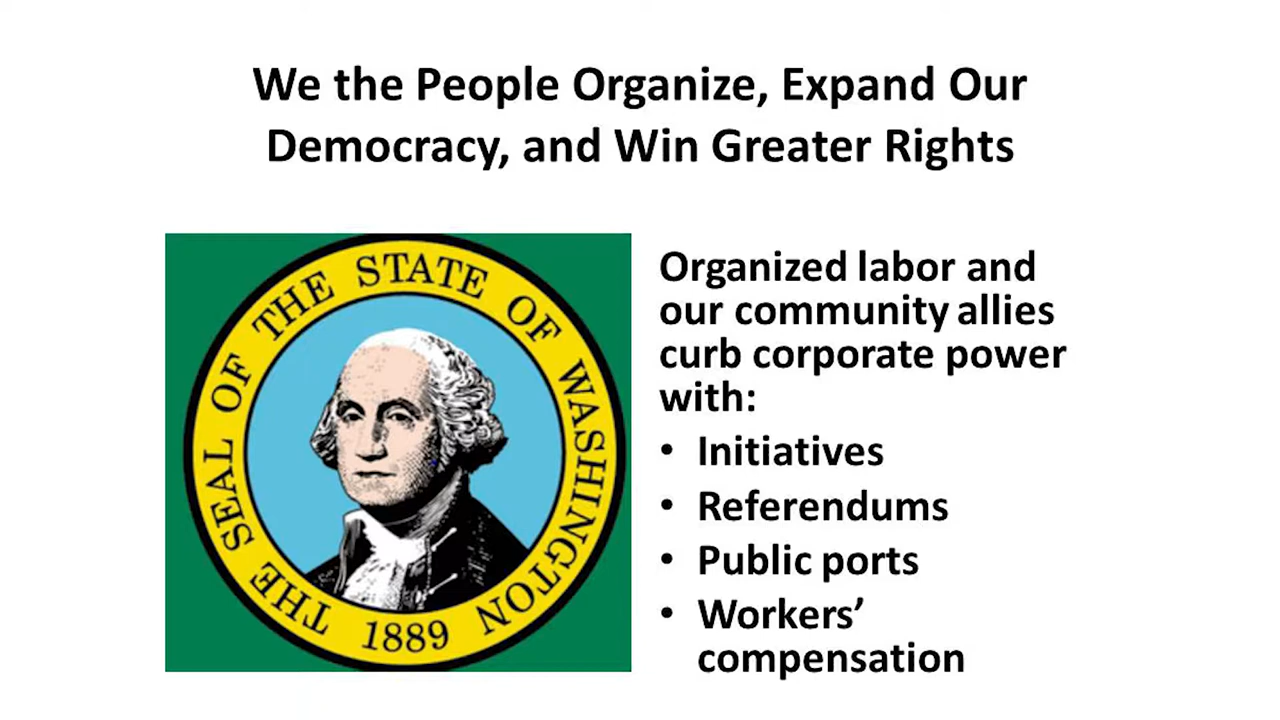 We the People Organize, Expand Our
Democracy, and Win Greater Rights
THE SEAL OF THE STATE OF WASHINGTON
1889
Organized labor and
our community allies
curb corporate power
with:
• Initiatives
• Referendums
• Public ports
• Workers’
compensation